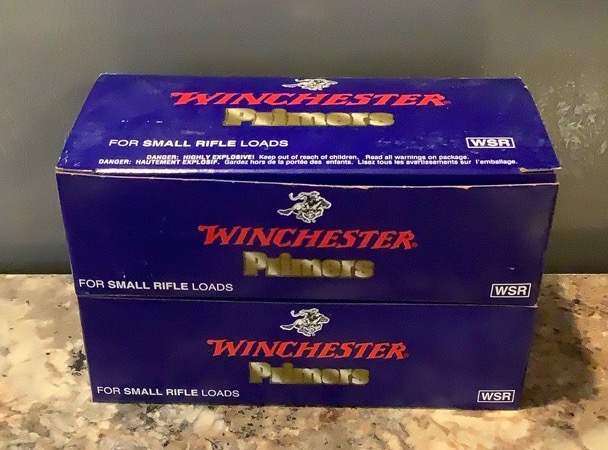 WINCHESTER®
Primers
FOR SMALL RIFLE LOADS WSR
DANGER: HIGHLY EXPLOSIVE! Keep out of reach of children. Read all warnings on package.
DANGER: HAUTEMENT EXPLOSIF. Gardez hors de la portée des enfants. Lisez tous les avertissements sur l'emballage.
WINCHESTER®
Primers
FOR SMALL RIFLE LOADS WSR
WINCHESTER®
Primers
FOR SMALL RIFLE LOADS WSR